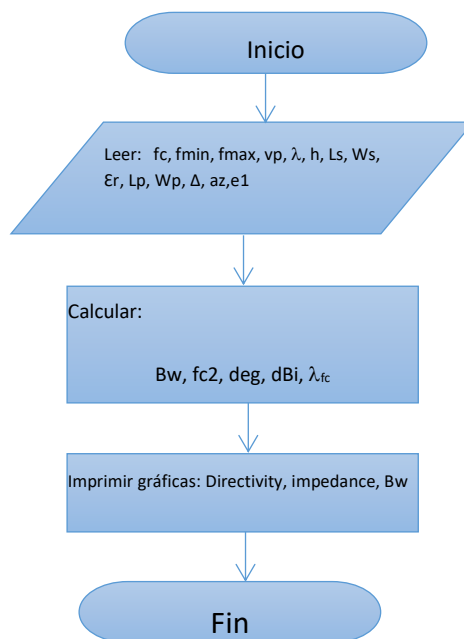 Inicio
Leer: fc, fmin, fmax, vp, λ, h, Ls, Ws,
Ɛr, Lp, Wp, Δ, az,e1
Calcular:
Bw, fc2, deg, dBi, λfc
Imprimir gráficas: Directivity, impedance, Bw
Fin